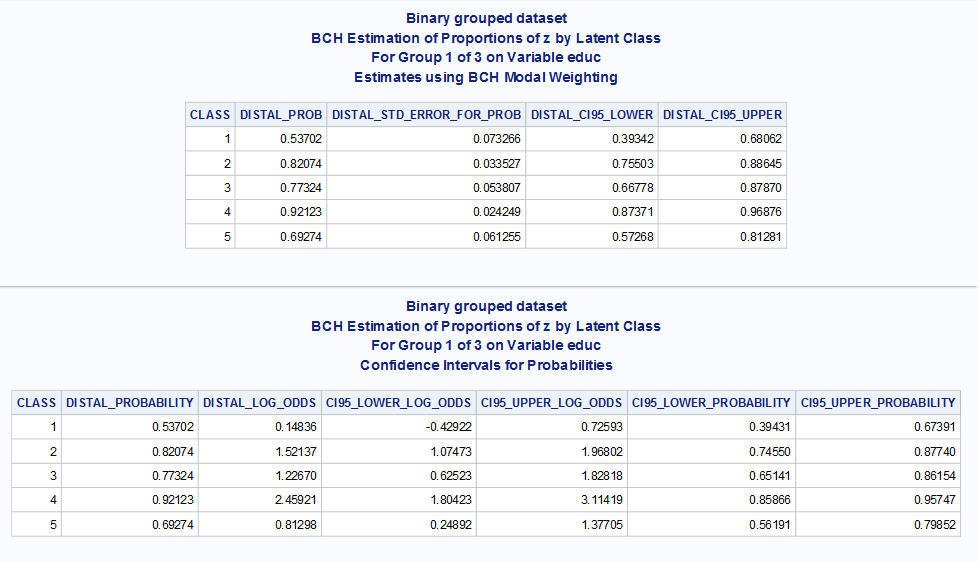 Binary grouped dataset
BCH Estimation of Proportions of z by Latent Class
For Group 1 of 3 on Variable educ
Estimates using BCH Modal Weighting
CLASS DISTAL_PROB DISTAL_STD_ERROR_FOR_PROB DISTAL_CI95_LOWER DISTAL_CI95_UPPER
1 0.53702 0.073266 0.39342 0.68062
2 0.82074 0.033527 0.75503 0.88645
3 0.77324 0.053807 0.66778 0.87870
4 0.92123 0.024249 0.87371 0.96876
5 0.69274 0.061255 0.57268 0.81281
Binary grouped dataset
BCH Estimation of Proportions of z by Latent Class
For Group 1 of 3 on Variable educ
Confidence Intervals for Probabilities
CLASS DISTAL_PROBABILITY DISTAL_LOG_ODDS CI95_LOWER_LOG_ODDS CI95_UPPER_LOG_ODDS CI95_LOWER_PROBABILITY CI95_UPPER_PROBABILITY
1 0.53702 0.14836 -0.42922 0.72593 0.39431 0.67391
2 0.82074 1.52137 1.07473 1.96802 0.74550 0.87740
3 0.77324 1.22670 0.62523 1.82818 0.65141 0.86154
4 0.92123 2.45921 1.80423 3.11419 0.85866 0.95747
5 0.69274 0.81298 0.24892 1.37705 0.56191 0.79852